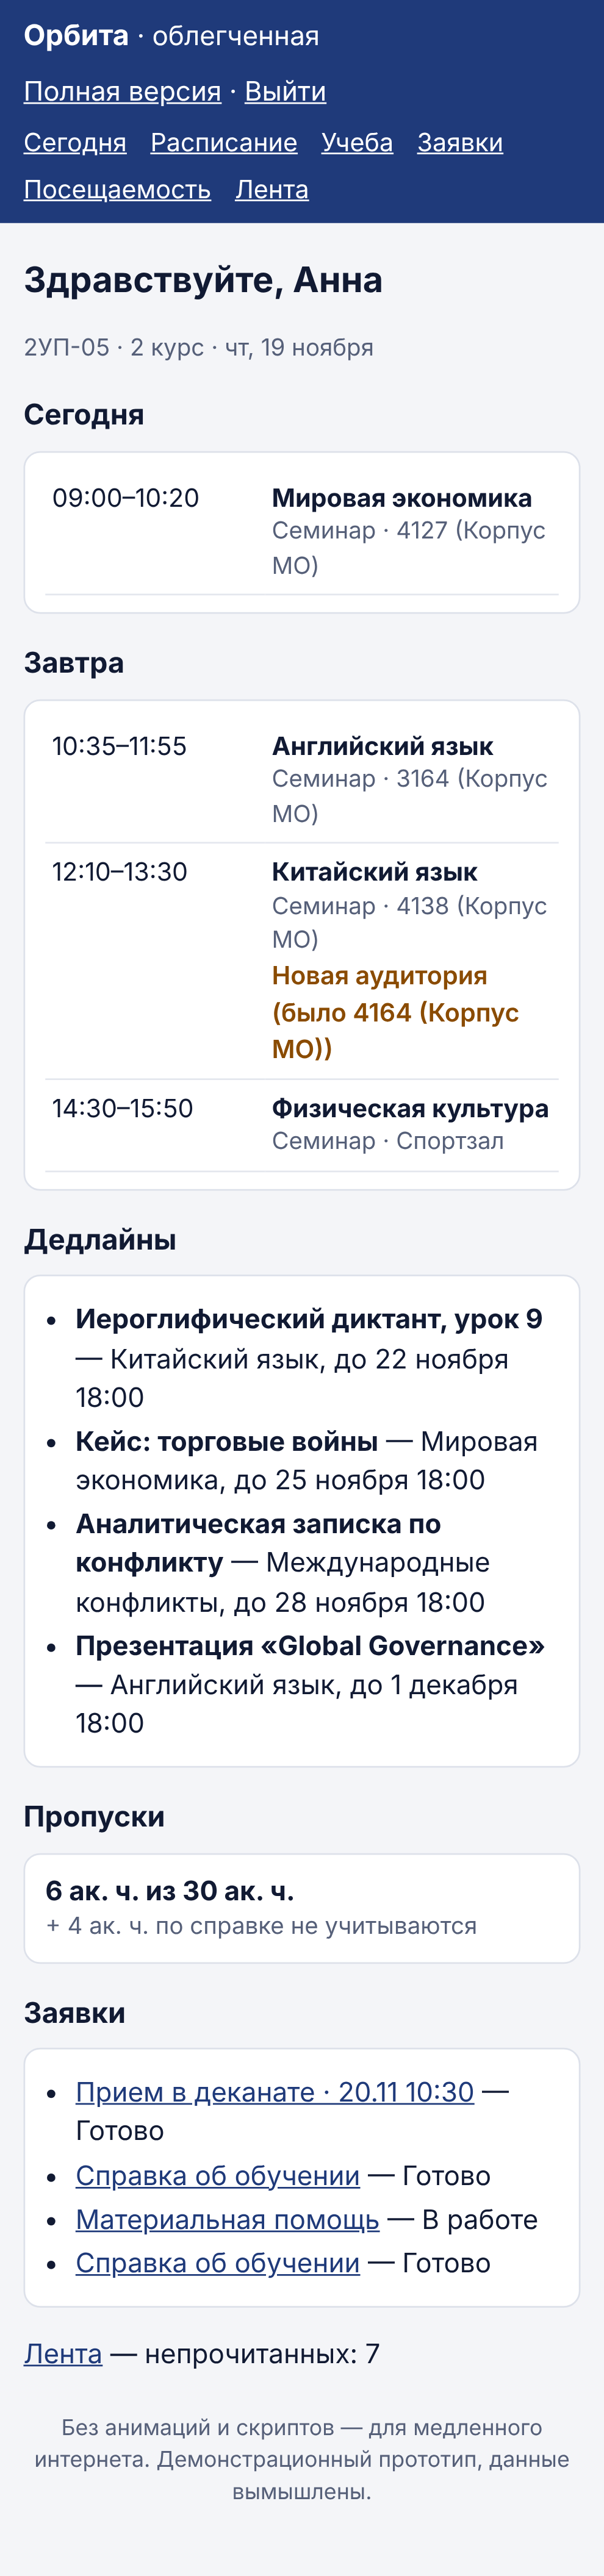 Орбита · облегченная
Полная версия · Выйти
Сегодня Расписание Учеба Заявки
Посещаемость Лента
Здравствуйте, Анна
2УП-05 · 2 курс · чт, 19 ноября
Сегодня
09:00–10:20 Мировая экономика
Семинар · 4127 (Корпус
МО)
Завтра
10:35–11:55 Английский язык
Семинар · 3164 (Корпус
МО)
12:10–13:30 Китайский язык
Семинар · 4138 (Корпус
МО)
Новая аудитория
(было 4164 (Корпус
МО))
14:30–15:50 Физическая культура
Семинар · Спортзал
Дедлайны
• Иероглифический диктант, урок 9
— Китайский язык, до 22 ноября
18:00
• Кейс: торговые войны — Мировая
экономика, до 25 ноября 18:00
• Аналитическая записка по
конфликту — Международные
конфликты, до 28 ноября 18:00
• Презентация «Global Governance»
— Английский язык, до 1 декабря
18:00
Пропуски
6 ак. ч. из 30 ак. ч.
+ 4 ак. ч. по справке не учитываются
Заявки
• Прием в деканате · 20.11 10:30 —
Готово
• Справка об обучении — Готово
• Материальная помощь — В работе
• Справка об обучении — Готово
Лента — непрочитанных: 7
Без анимаций и скриптов — для медленного
интернета. Демонстрационный прототип, данные
вымышлены.